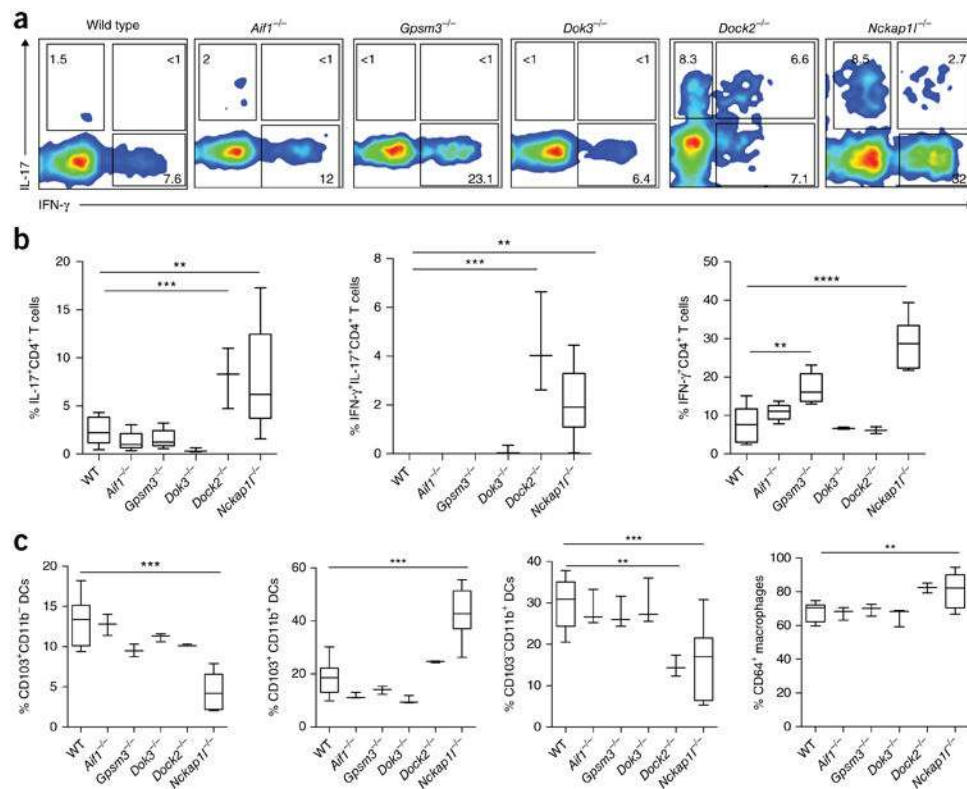 a
Wild type Aif1–/– Gpsm3–/– Dok3–/– Dock2–/– Nckap1l–/–
1.5 <1 2 <1 <1 <1 <1 <1 8.3 6.6 8.5 2.7
7.6 12 23.1 6.4 7.1 32
IL-17
IFN-γ
b
% IL-17+CD4+ T cells
20
15
10
5
0
** 
***
WT Aif1–/– Gpsm3–/– Dok3–/– Dock2–/– Nckap1l–/–
% IFN-γ+IL-17+CD4+ T cells
8
6
4
2
0
**
***
WT Aif1–/– Gpsm3–/– Dok3–/– Dock2–/– Nckap1l–/–
% IFN-γ+CD4+ T cells
50
40
30
20
10
0
****
**
WT Aif1–/– Gpsm3–/– Dok3–/– Dock2–/– Nckap1l–/–
c
% CD103+CD11b– DCs
20
15
10
5
0
***
WT Aif1–/– Gpsm3–/– Dok3–/– Dock2–/– Nckap1l–/–
% CD103+ CD11b+ DCs
60
40
20
0
***
WT Aif1–/– Gpsm3–/– Dok3–/– Dock2–/– Nckap1l–/–
% CD103–CD11b+ DCs
40
30
20
10
0
***
**
WT Aif1–/– Gpsm3–/– Dok3–/– Dock2–/– Nckap1l–/–
% CD64+ macrophages
100
80
60
40
20
0
**
WT Aif1–/– Gpsm3–/– Dok3–/– Dock2–/– Nckap1l–/–